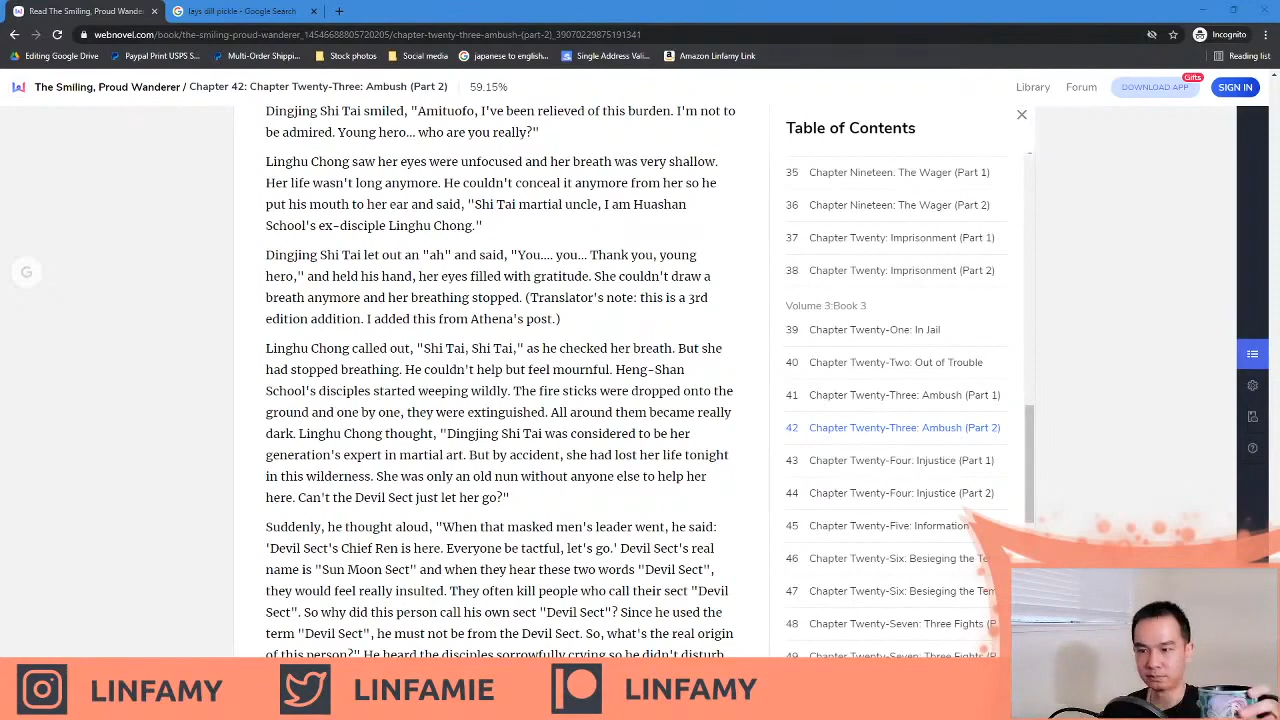 Read The Smiling, Proud Wande
lays dill pickle - Google Search
webnovel.com/book/the-smiling-proud-wanderer_14546688805720205/chapter-twenty-three-ambush-(part-2)_39070229875191341
Incognito
Editing Google Drive
Paypal Print USPS S...
Multi-Order Shippi...
Stock photos
Social media
japanese to english...
Single Address Vali...
Amazon Linfamy Link
Reading list
The Smiling, Proud Wanderer / Chapter 42: Chapter Twenty-Three: Ambush (Part 2)
59.15%
Library
Forum
DOWNLOAD APP
Gifts
SIGN IN
Dingjing Shi Tai smiled, "Amituofo, I've been relieved of this burden. I'm not to
be admired. Young hero... who are you really?"
Linghu Chong saw her eyes were unfocused and her breath was very shallow.
Her life wasn't long anymore. He couldn't conceal it anymore from her so he
put his mouth to her ear and said, "Shi Tai martial uncle, I am Huashan
School's ex-disciple Linghu Chong."
Dingjing Shi Tai let out an "ah" and said, "You.... you... Thank you, young
hero," and held his hand, her eyes filled with gratitude. She couldn't draw a
breath anymore and her breathing stopped. (Translator's note: this is a 3rd
edition addition. I added this from Athena's post.)
Linghu Chong called out, "Shi Tai, Shi Tai," as he checked her breath. But she
had stopped breathing. He couldn't help but feel mournful. Heng-Shan
School's disciples started weeping wildly. The fire sticks were dropped onto the
ground and one by one, they were extinguished. All around them became really
dark. Linghu Chong thought, "Dingjing Shi Tai was considered to be her
generation's expert in martial art. But by accident, she had lost her life tonight
in this wilderness. She was only an old nun without anyone else to help her
here. Can't the Devil Sect just let her go?"
Suddenly, he thought aloud, "When that masked men's leader went, he said:
'Devil Sect's Chief Ren is here. Everyone be tactful, let's go.' Devil Sect's real
name is "Sun Moon Sect" and when they hear these two words "Devil Sect",
they would feel really insulted. They often kill people who call their sect "Devil
Sect". So why did this person call his own sect "Devil Sect"? Since he used the
term "Devil Sect", he must not be from the Devil Sect. So, what's the real origin
of this person?" He heard the disciples sorrowfully crying so he didn't disturb
Table of Contents
35 Chapter Nineteen: The Wager (Part 1)
36 Chapter Nineteen: The Wager (Part 2)
37 Chapter Twenty: Imprisonment (Part 1)
38 Chapter Twenty: Imprisonment (Part 2)
Volume 3:Book 3
39 Chapter Twenty-One: In Jail
40 Chapter Twenty-Two: Out of Trouble
41 Chapter Twenty-Three: Ambush (Part 1)
42 Chapter Twenty-Three: Ambush (Part 2)
43 Chapter Twenty-Four: Injustice (Part 1)
44 Chapter Twenty-Four: Injustice (Part 2)
45 Chapter Twenty-Five: Information
46 Chapter Twenty-Six: Besieging the Te
47 Chapter Twenty-Six: Besieging the Tem
48 Chapter Twenty-Seven: Three Fights (P
49 Chapter Twenty-Seven: Three Fights (P
G
LINFAMY
LINFAMIE
LINFAMY